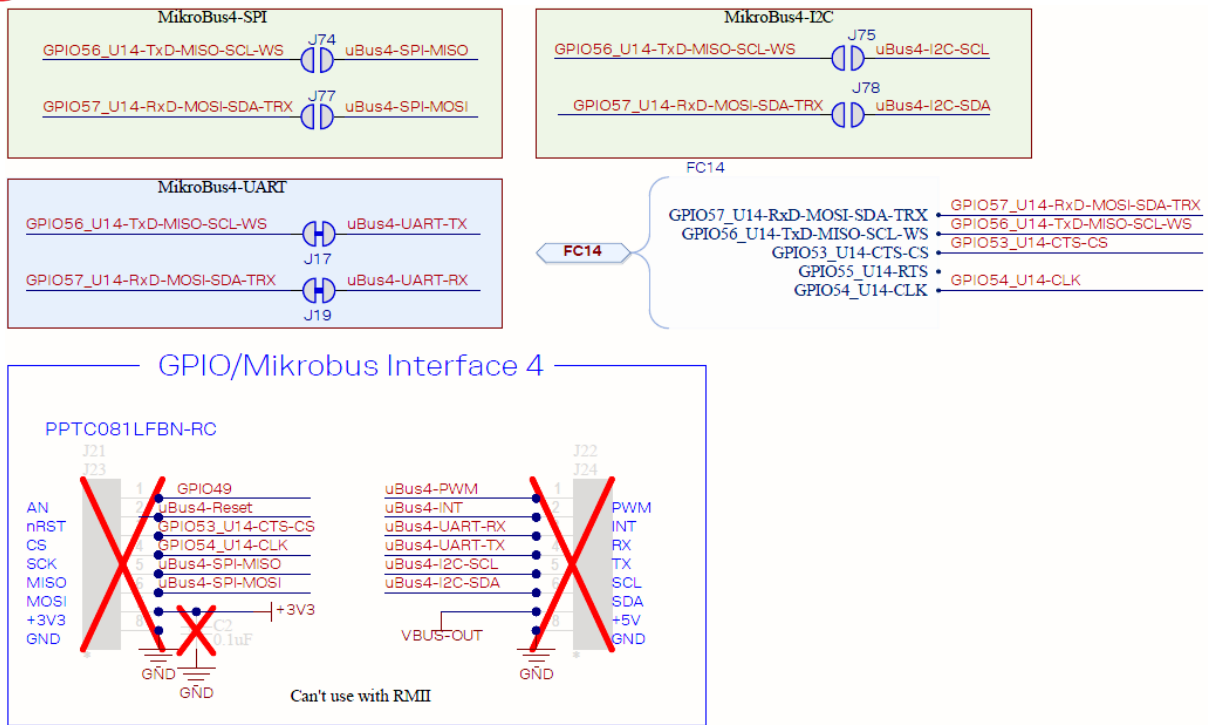 MikroBus4-SPI
GPIO56_U14-TxD-MISO-SCL-WS J74 uBus4-SPI-MISO
GPIO57_U14-RxD-MOSI-SDA-TRX J77 uBus4-SPI-MOSI
MikroBus4-I2C
GPIO56_U14-TxD-MISO-SCL-WS J75 uBus4-I2C-SCL
GPIO57_U14-RxD-MOSI-SDA-TRX J78 uBus4-I2C-SDA
MikroBus4-UART
GPIO56_U14-TxD-MISO-SCL-WS J17 uBus4-UART-TX
GPIO57_U14-RxD-MOSI-SDA-TRX J19 uBus4-UART-RX
FC14
FC14
GPIO57_U14-RxD-MOSI-SDA-TRX GPIO57_U14-RxD-MOSI-SDA-TRX
GPIO56_U14-TxD-MISO-SCL-WS GPIO56_U14-TxD-MISO-SCL-WS
GPIO53_U14-CTS-CS GPIO53_U14-CTS-CS
GPIO55_U14-RTS
GPIO54_U14-CLK GPIO54_U14-CLK
GPIO/Mikrobus Interface 4
PPTC081LFBN-RC
J21
J23
AN 1 GPIO49
nRST 2 uBus4-Reset
CS GPIO53_U14-CTS-CS
SCK 4 GPIO54_U14-CLK
MISO 5 uBus4-SPI-MISO
MOSI 6 uBus4-SPI-MOSI
+3V3 +3V3
GND 8 GND
*
C2
0.1uF
GND
J22
J24
uBus4-PWM 1 PWM
uBus4-INT 2 INT
uBus4-UART-RX RX
uBus4-UART-TX 4 TX
uBus4-I2C-SCL 5 SCL
uBus4-I2C-SDA 6 SDA
VBUS-OUT +5V
GND 8 GND
*
Can't use with RMII